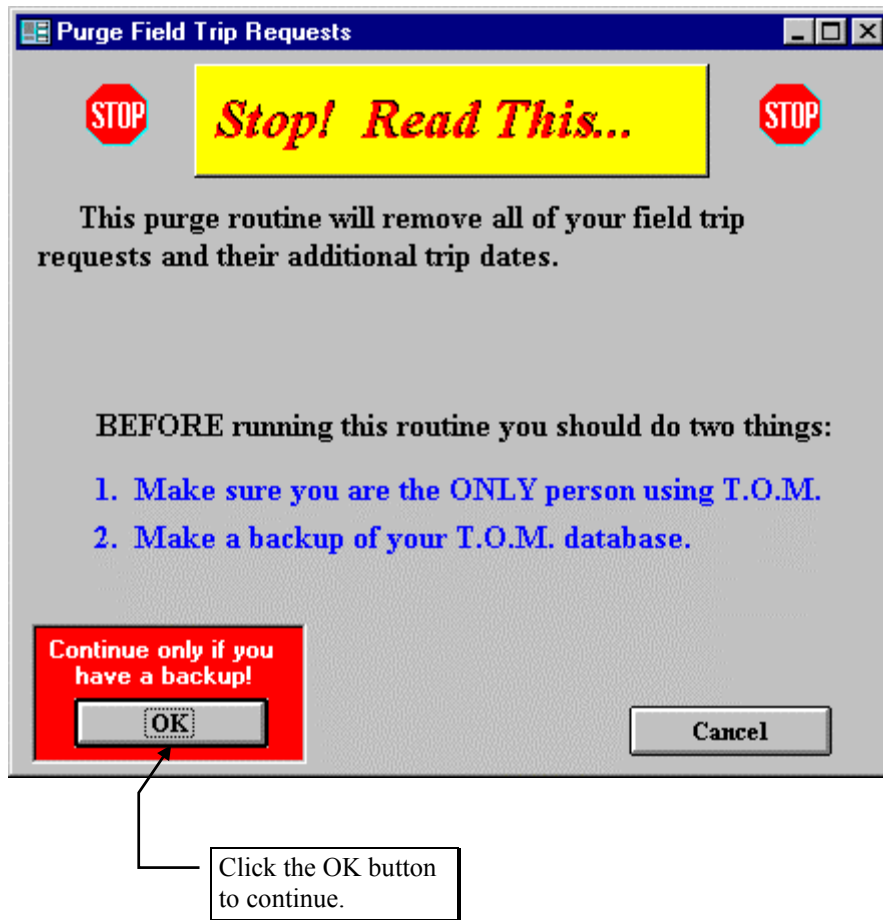 Purge Field Trip Requests
STOP
Stop! Read This...
STOP
This purge routine will remove all of your field trip
requests and their additional trip dates.
BEFORE running this routine you should do two things:
1. Make sure you are the ONLY person using T.O.M.
2. Make a backup of your T.O.M. database.
Continue only if you
have a backup!
OK
Cancel
Click the OK button
to continue.